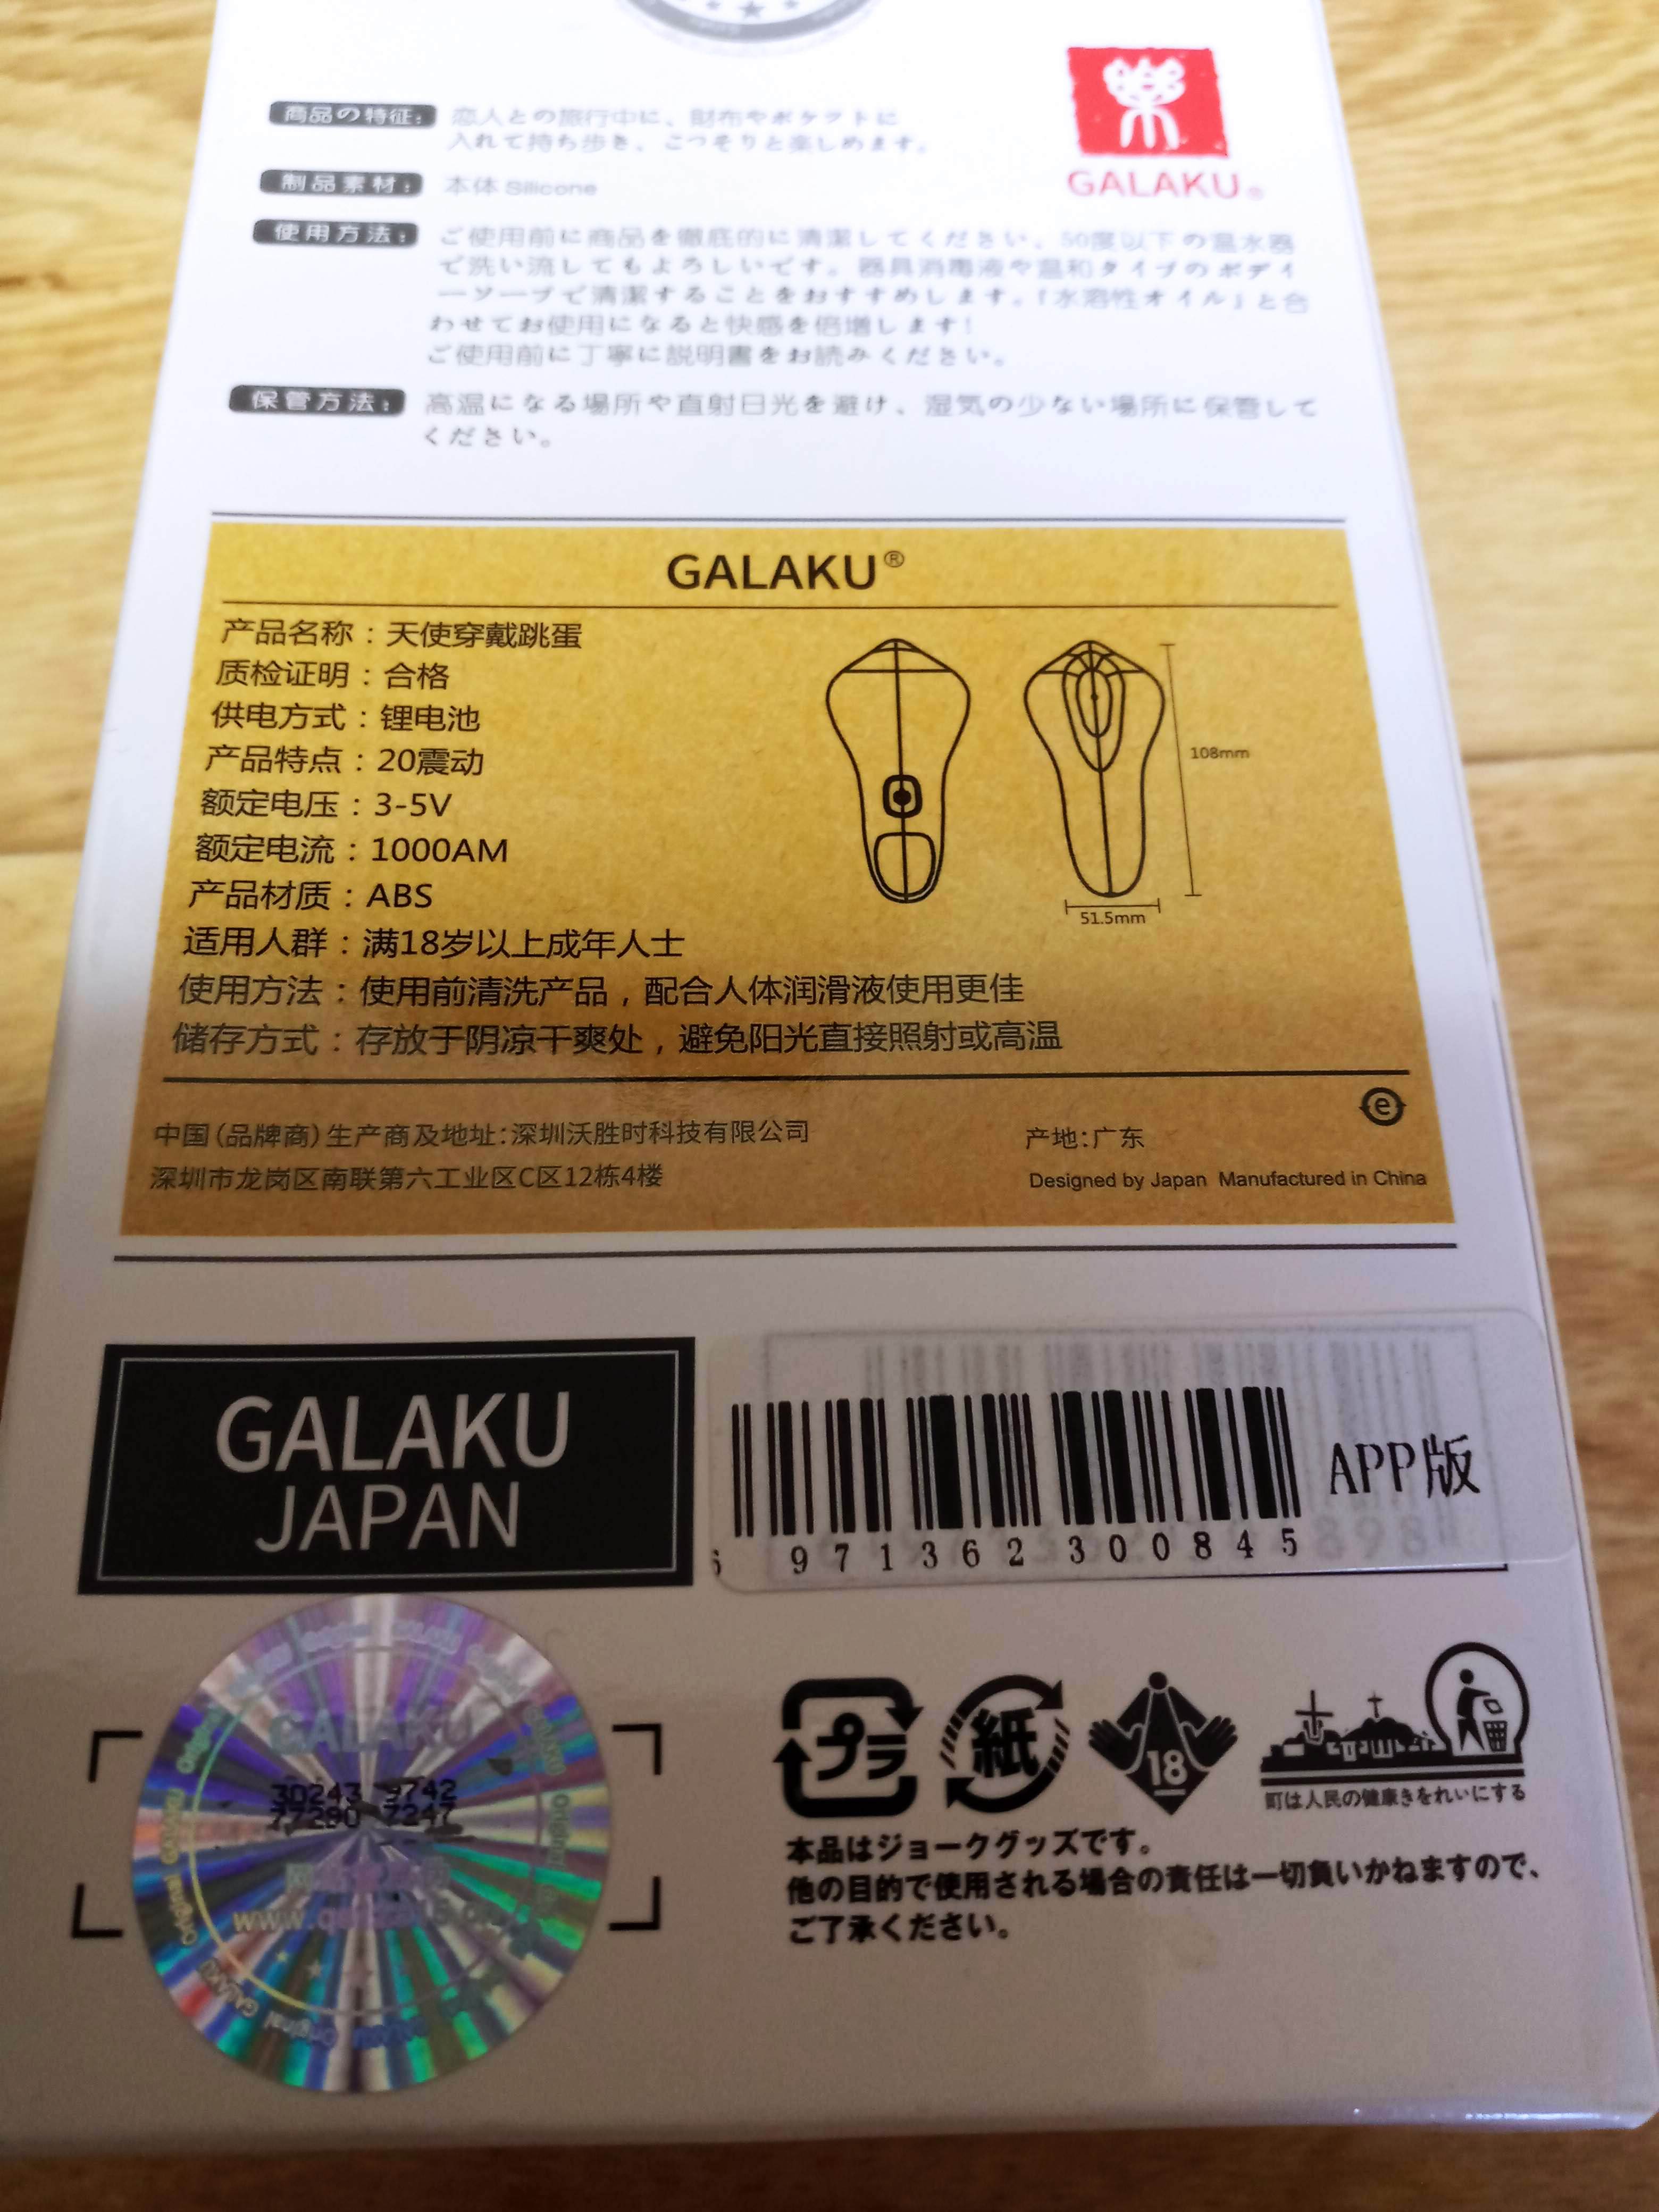 商品の特征: 恋人との旅行中に、財布やポケクトに
入れて持ち歩き、こつそりと楽しめます。
GALAKU®
制品素材: 本体 Silicone
使用方法: ご使用前に商品を徹底的に清潔してください。50度以下の温水器
で洗い流してもよろしいです。器具消毒液や温和タイプのボディ
ーソープで清潔することをおすすめします。「水溶性オイル」と合
わせてお使用になると快感を倍増します!
ご使用前に丁寧に説明書をお読みください。
保管方法: 高温になる場所や直射日光を避け、湿気の少ない場所に保管して
ください。
GALAKU®
产品名称：天使穿戴跳蛋
质检证明：合格
供电方式：锂电池
产品特点：20震动
额定电压：3-5V
额定电流：1000AM
产品材质：ABS
适用人群：满18岁以上成年人士
使用方法：使用前清洗产品，配合人体润滑液使用更佳
储存方式：存放于阴凉干爽处，避免阳光直接照射或高温
108mm
51.5mm
中国(品牌商)生产商及地址:深圳沃胜时科技有限公司
深圳市龙岗区南联第六工业区C区12栋4楼
产地:广东
Designed by Japan Manufactured in China
GALAKU
JAPAN
APP版
6 971362 300845
898
GALAKU
30243 9742
77280 7247
プラ
紙
18
町は人民の健康きをれいにする
本品はジョークグッズです。
他の目的で使用される場合の責任は一切負いかねますので、
ご了承ください。